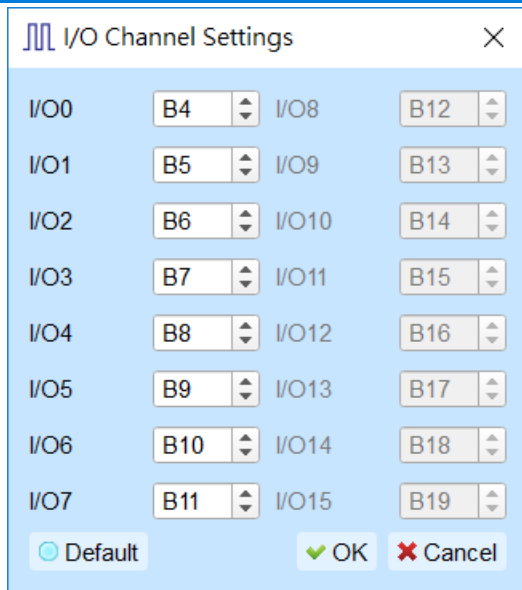 I/O Channel Settings
I/O0 B4 I/O8 B12
I/O1 B5 I/O9 B13
I/O2 B6 I/O10 B14
I/O3 B7 I/O11 B15
I/O4 B8 I/O12 B16
I/O5 B9 I/O13 B17
I/O6 B10 I/O14 B18
I/O7 B11 I/O15 B19
Default OK Cancel